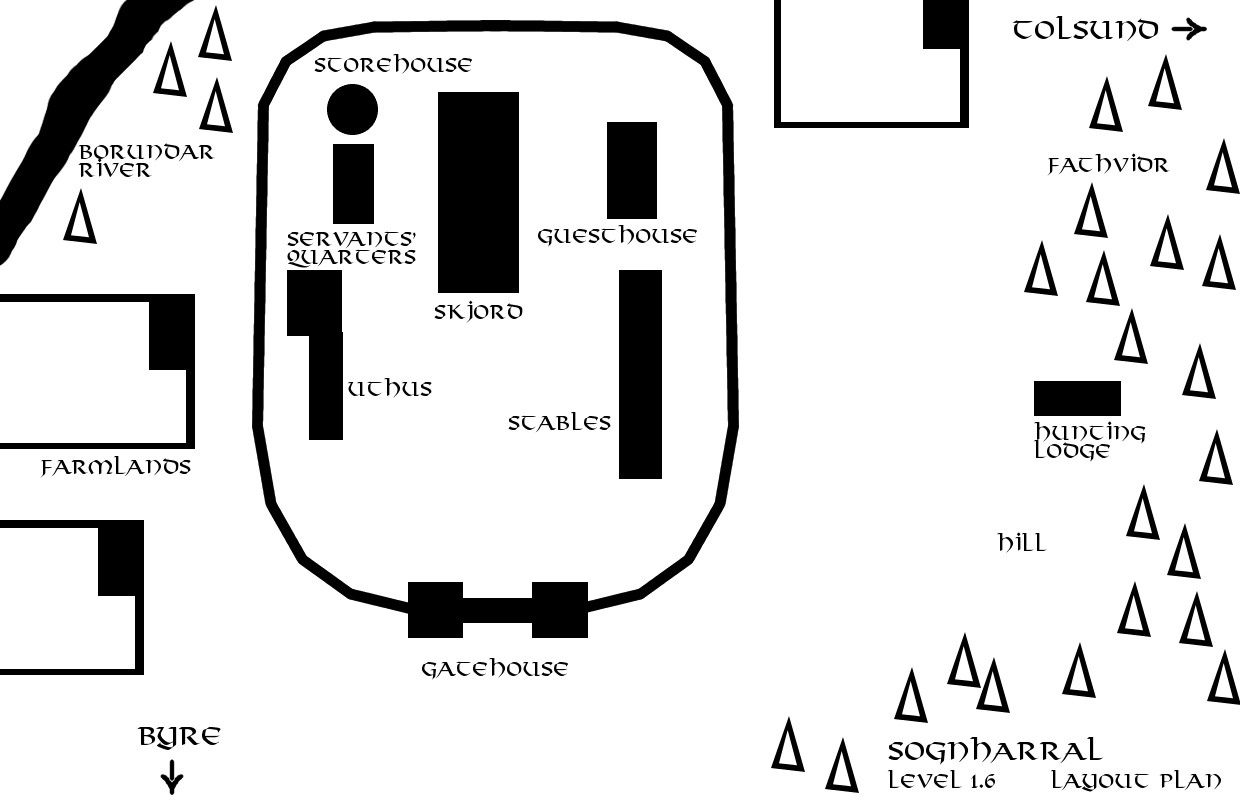 TOLSUND
STOREHOUSE
BORUNDAR
RIVER
FATHVIDR
SERVANTS'
QUARTERS
GUESTHOUSE
SKJORD
UTHUS
STABLES
HUNTING
LODGE
FARMLANDS
HILL
GATEHOUSE
BYRE
SOGNHARRAL
LEVEL 1.6 LAYOUT PLAN